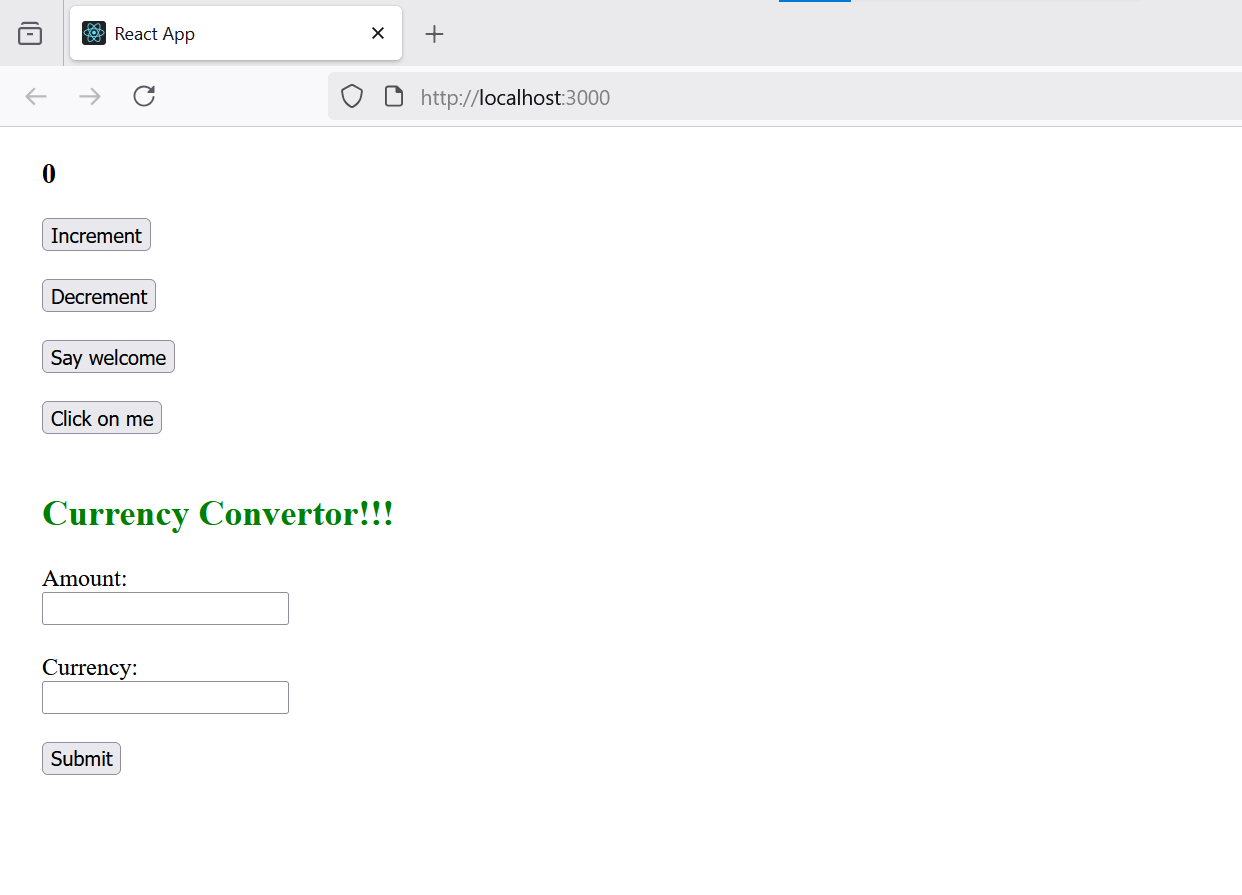 React App
http://localhost:3000
0
Increment
Decrement
Say welcome
Click on me
Currency Convertor!!!
Amount:
Currency:
Submit